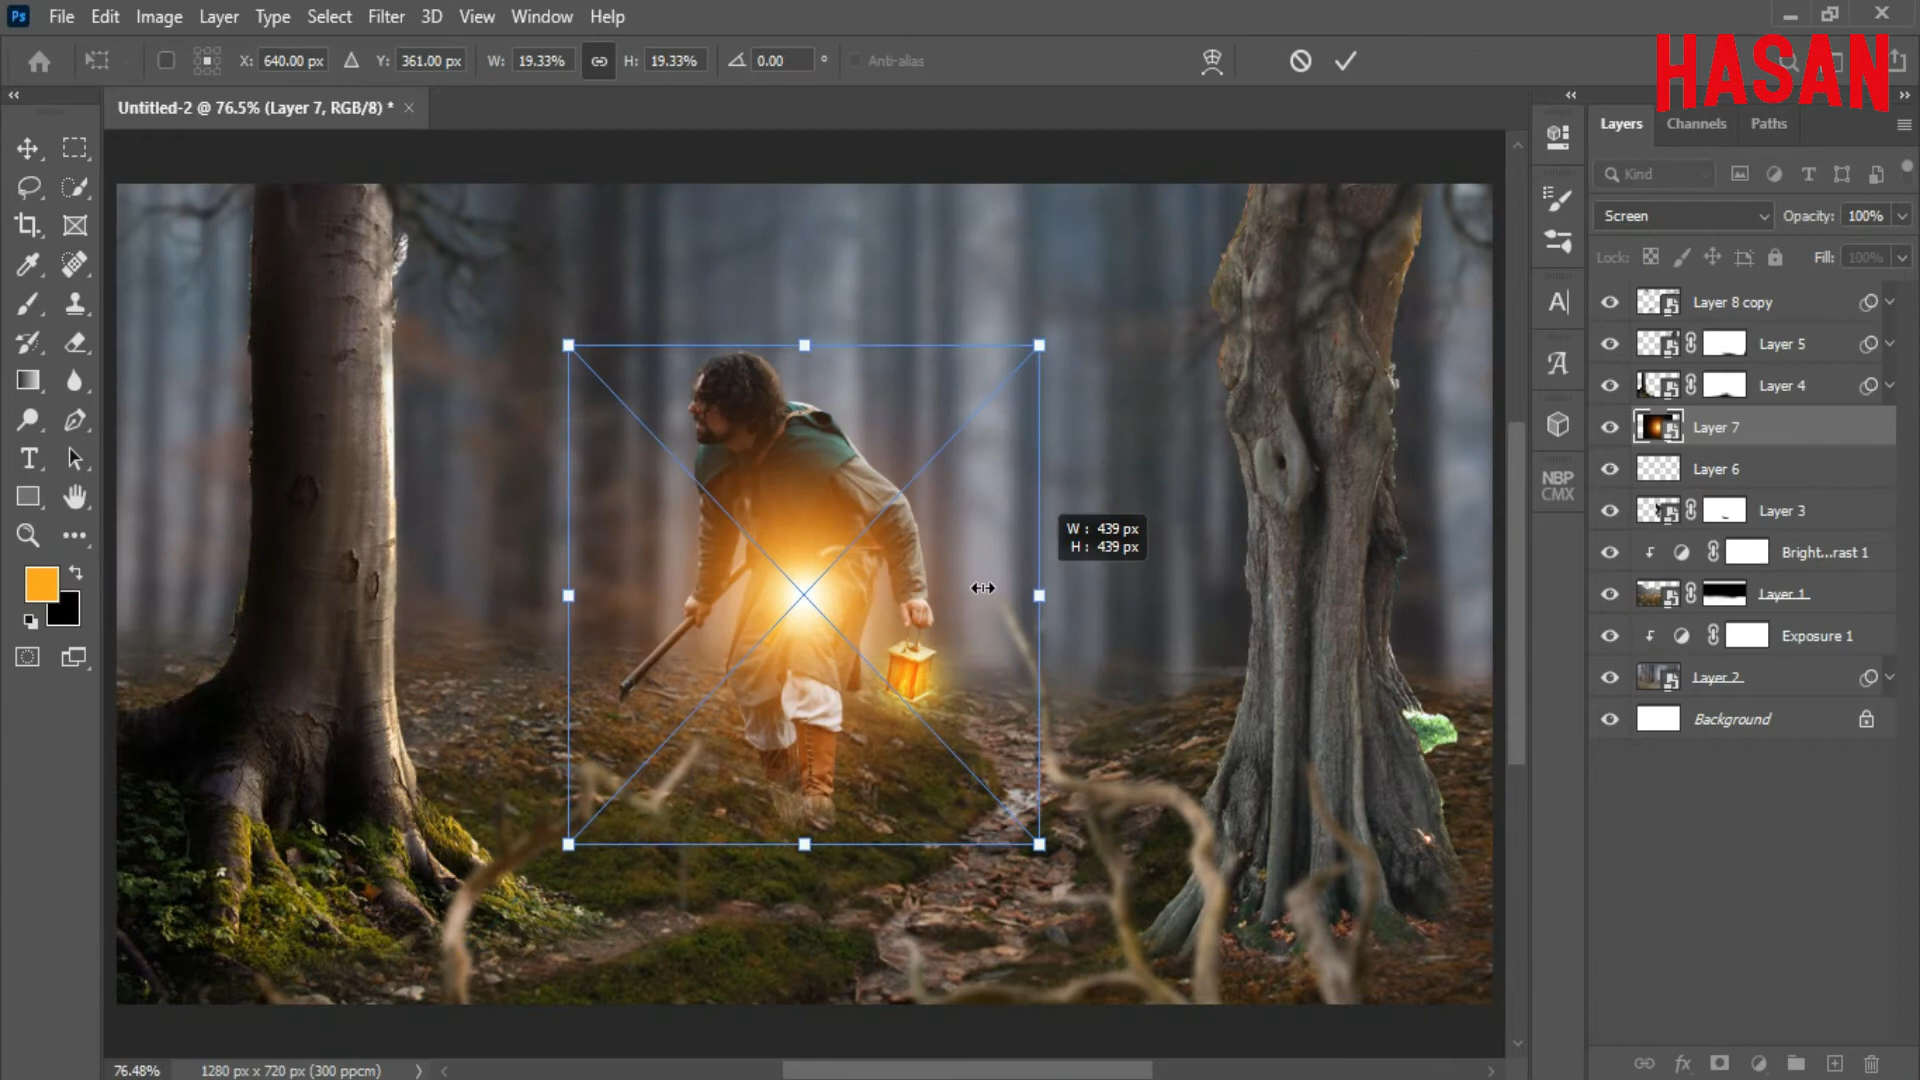 Ps File Edit Image Layer Type Select Filter 3D View Window Help
X: 640.00 px Y: 361.00 px W: 19.33% H: 19.33% 0.00 ° Anti-alias
HASAN
Untitled-2 @ 76.5% (Layer 7, RGB/8) *
Layers Channels Paths
Kind
Screen Opacity: 100%
Lock: Fill: 100%
Layer 8 copy
Layer 5
Layer 4
Layer 7
Layer 6
Layer 3
Bright...rast 1
Layer 1
Exposure 1
Layer 2
Background
NBP
CMX
W : 439 px
H : 439 px
76.48% 1280 px x 720 px (300 ppcm)